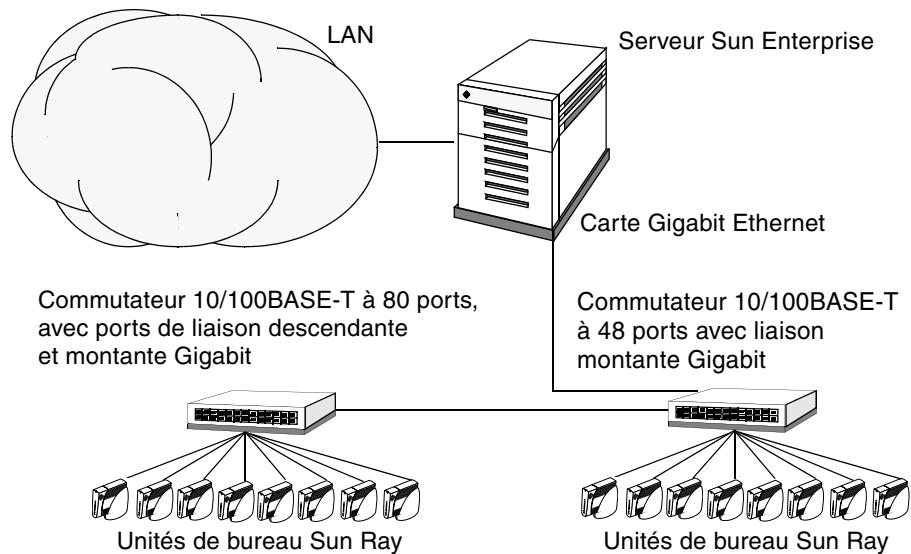 LAN
Serveur Sun Enterprise
Carte Gigabit Ethernet
Commutateur 10/100BASE-T à 80 ports,
avec ports de liaison descendante
et montante Gigabit
Commutateur 10/100BASE-T
à 48 ports avec liaison
montante Gigabit
Unités de bureau Sun Ray
Unités de bureau Sun Ray